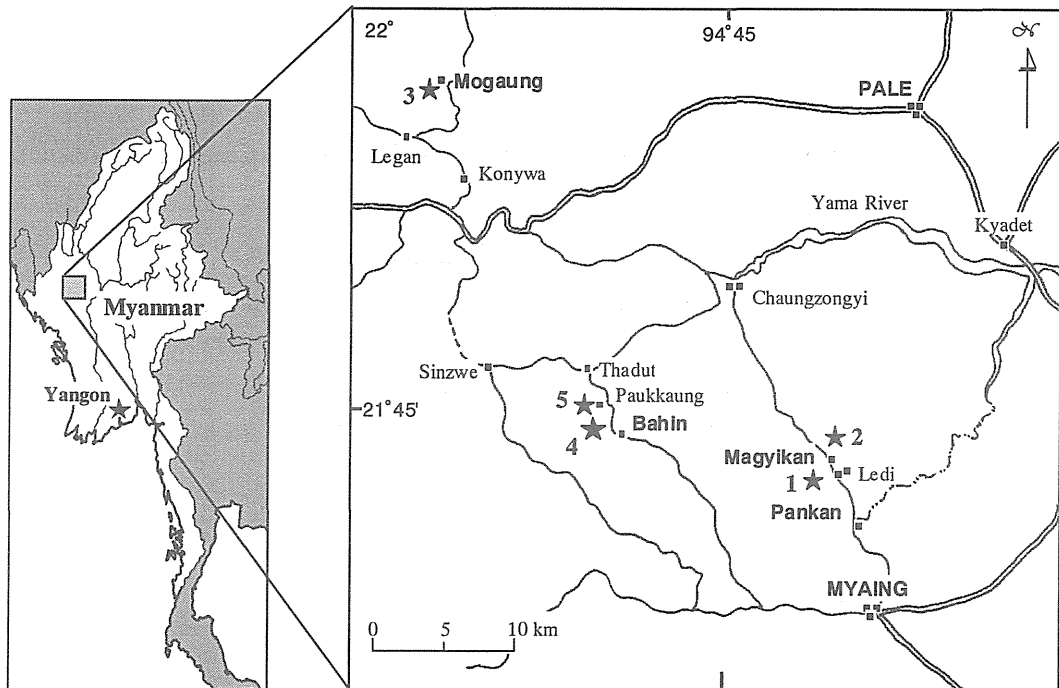 Myanmar
Yangon
22°
94°45
N
3
Mogaung
PALE
Legan
Konywa
Yama River
Kyadet
Chaungzongyi
Sinzwe
Thadut
21°45'
5
Paukkaung
4
Bahin
2
Magyikan
1
Ledi
Pankan
MYAING
0 5 10 km